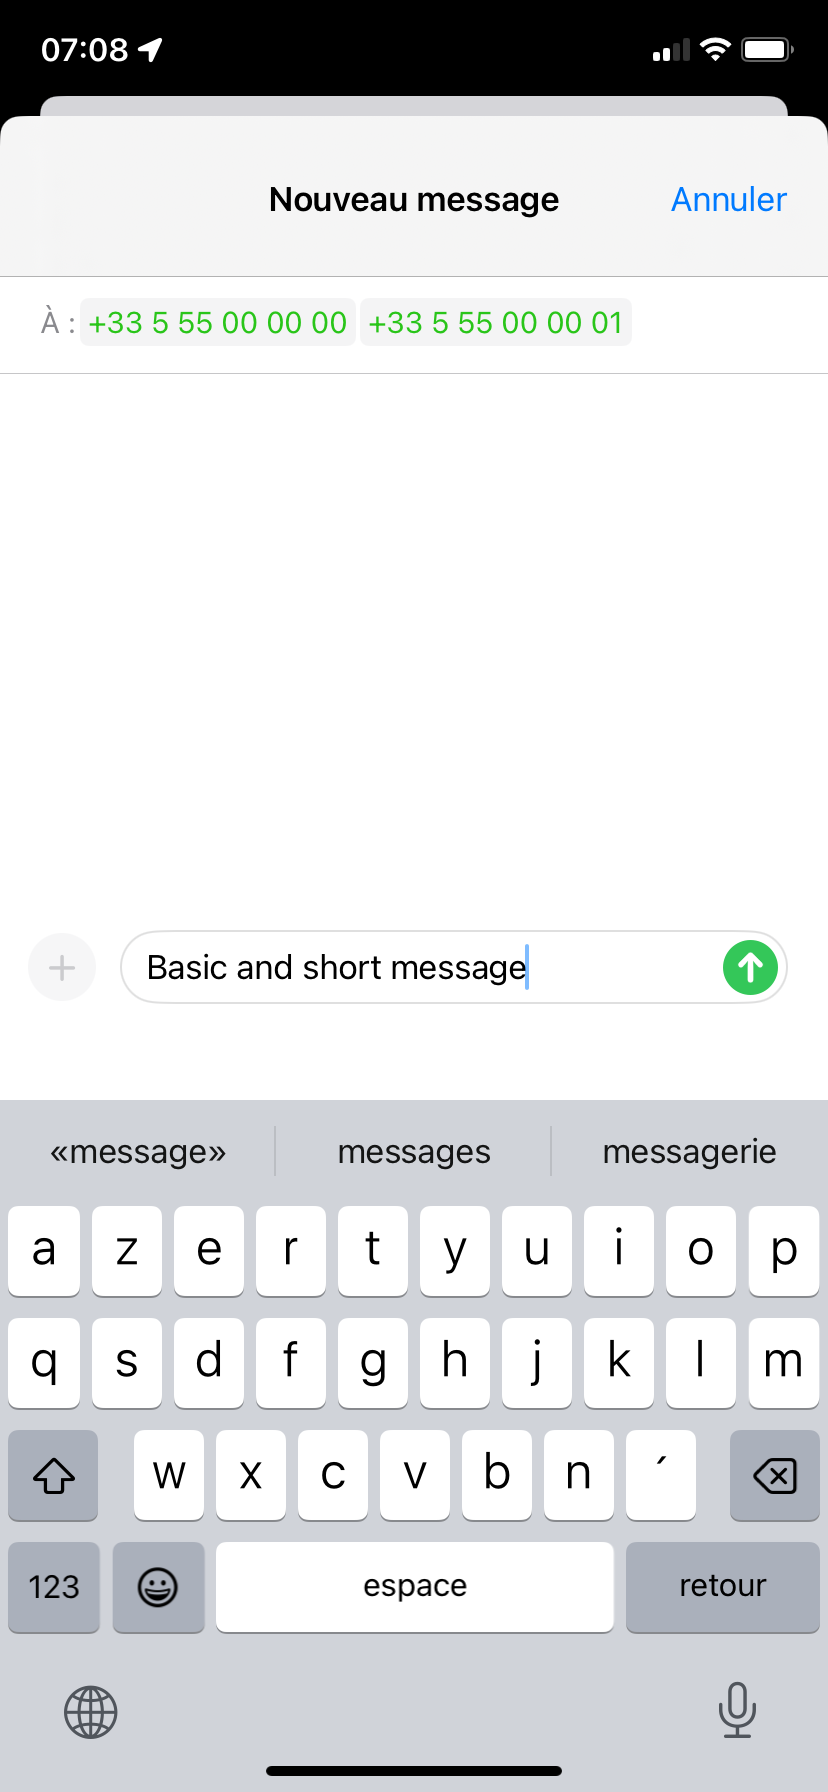 07:08
Nouveau message Annuler
À : +33 5 55 00 00 00 +33 5 55 00 00 01
Basic and short message
«message» messages messagerie
a z e r t y u i o p
q s d f g h j k l m
w x c v b n ´
123 espace retour